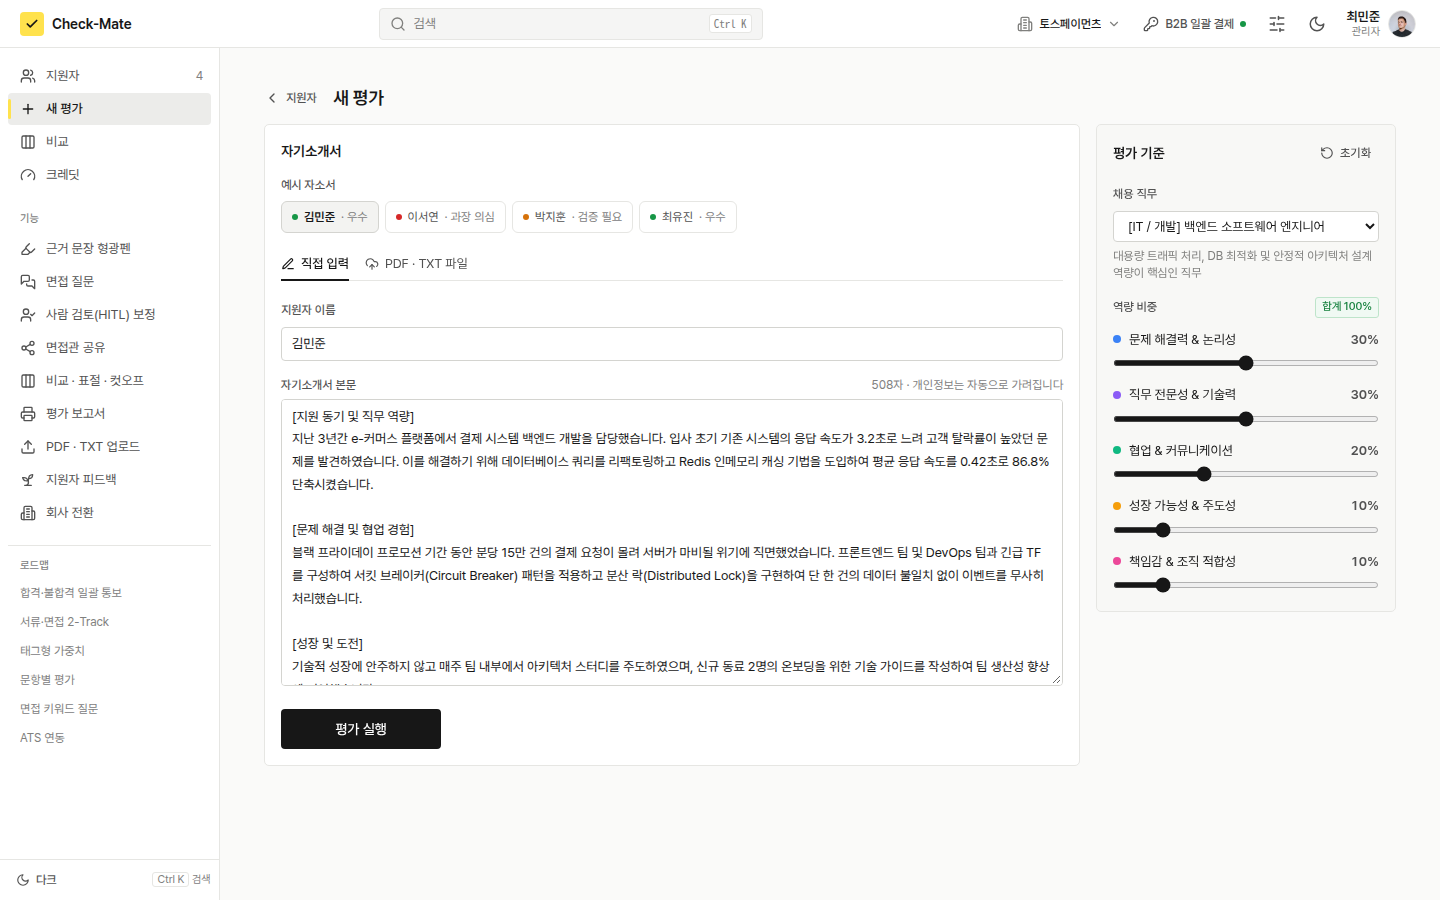 Check-Mate
검색
Ctrl K
토스페이먼츠
B2B 일괄 결제
최민준
관리자
지원자
4
새 평가
비교
크레딧
기능
근거 문장 형광펜
면접 질문
사람 검토(HITL) 보정
면접관 공유
비교 · 표절 · 컷오프
평가 보고서
PDF · TXT 업로드
지원자 피드백
회사 전환
로드맵
합격·불합격 일괄 통보
서류·면접 2-Track
태그형 가중치
문항별 평가
면접 키워드 질문
ATS 연동
다크
Ctrl K 검색
지원자
새 평가
자기소개서
예시 자소서
김민준 · 우수
이서연 · 과장 의심
박지훈 · 검증 필요
최유진 · 우수
직접 입력
PDF · TXT 파일
지원자 이름
김민준
자기소개서 본문
508자 · 개인정보는 자동으로 가려집니다
[지원 동기 및 직무 역량]
지난 3년간 e-커머스 플랫폼에서 결제 시스템 백엔드 개발을 담당했습니다. 입사 초기 기존 시스템의 응답 속도가 3.2초로 느려 고객 탈락률이 높았던 문
제를 발견하였습니다. 이를 해결하기 위해 데이터베이스 쿼리를 리팩토링하고 Redis 인메모리 캐싱 기법을 도입하여 평균 응답 속도를 0.42초로 86.8%
단축시켰습니다.
[문제 해결 및 협업 경험]
블랙 프라이데이 프로모션 기간 동안 분당 15만 건의 결제 요청이 몰려 서버가 마비될 위기에 직면했었습니다. 프론트엔드 팀 및 DevOps 팀과 긴급 TF
를 구성하여 서킷 브레이커(Circuit Breaker) 패턴을 적용하고 분산 락(Distributed Lock)을 구현하여 단 한 건의 데이터 불일치 없이 이벤트를 무사히
처리했습니다.
[성장 및 도전]
기술적 성장에 안주하지 않고 매주 팀 내부에서 아키텍처 스터디를 주도하였으며, 신규 동료 2명의 온보딩을 위한 기술 가이드를 작성하여 팀 생산성 향상
평가 실행
평가 기준
초기화
채용 직무
[IT / 개발] 백엔드 소프트웨어 엔지니어
대용량 트래픽 처리, DB 최적화 및 안정적 아키텍처 설계
역량이 핵심인 직무
역량 비중
합계 100%
문제 해결력 & 논리성
30%
직무 전문성 & 기술력
30%
협업 & 커뮤니케이션
20%
성장 가능성 & 주도성
10%
책임감 & 조직 적합성
10%